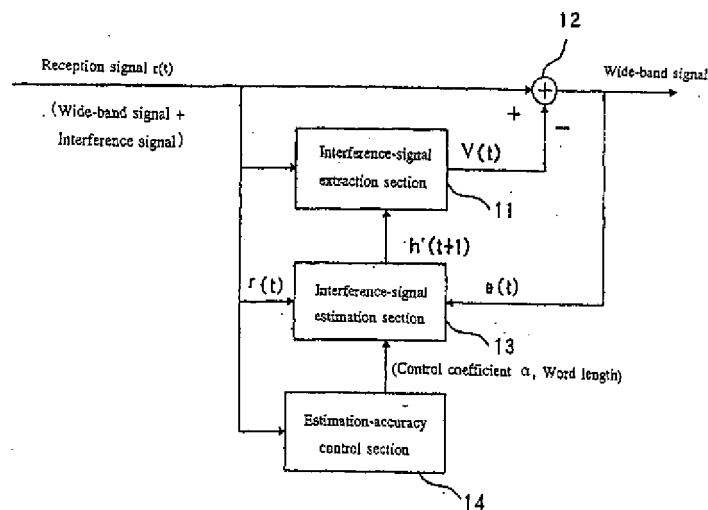 12
Reception signal r(t)
Wide-band signal
(Wide-band signal +
Interference signal)
+
+
−
Interference-signal
extraction section
V(t)
11
h'(t+1)
r(t)
Interference-signal
estimation section
e(t)
13
(Control coefficient α, Word length)
Estimation-accuracy
control section
14